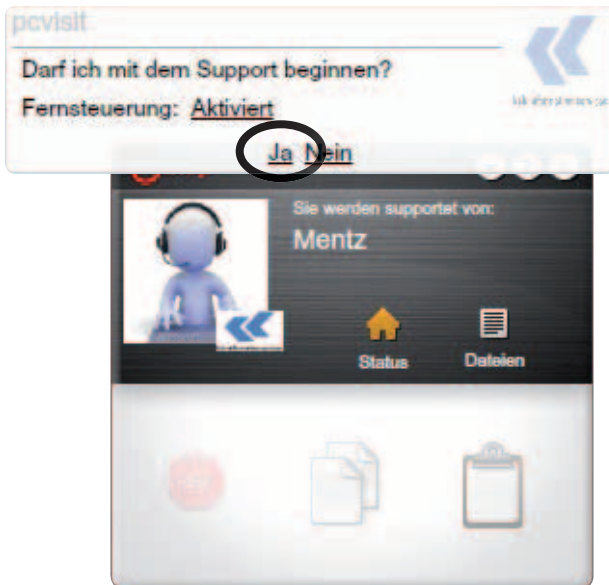 pcvisit
Darf ich mit dem Support beginnen?
Fernsteuerung: Aktiviert
Ja Nein
Sie werden supportet von:
Mentz
Status
Dateien